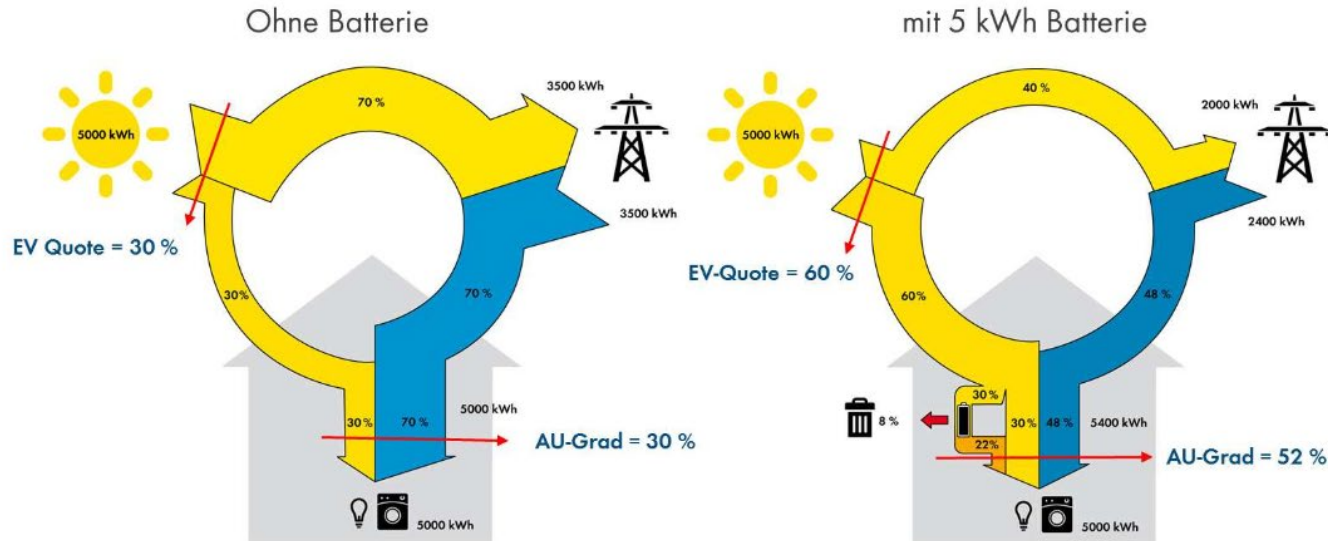 Ohne Batterie
5000 kWh
70 %
3500 kWh
3500 kWh
EV Quote = 30 %
30%
70 %
30%
70%
5000 kWh
AU-Grad = 30 %
5000 kWh
mit 5 kWh Batterie
5000 kWh
40 %
2000 kWh
2400 kWh
EV-Quote = 60 %
60%
48 %
30 %
8 %
22%
30 %
48%
5400 kWh
AU-Grad = 52 %
5000 kWh